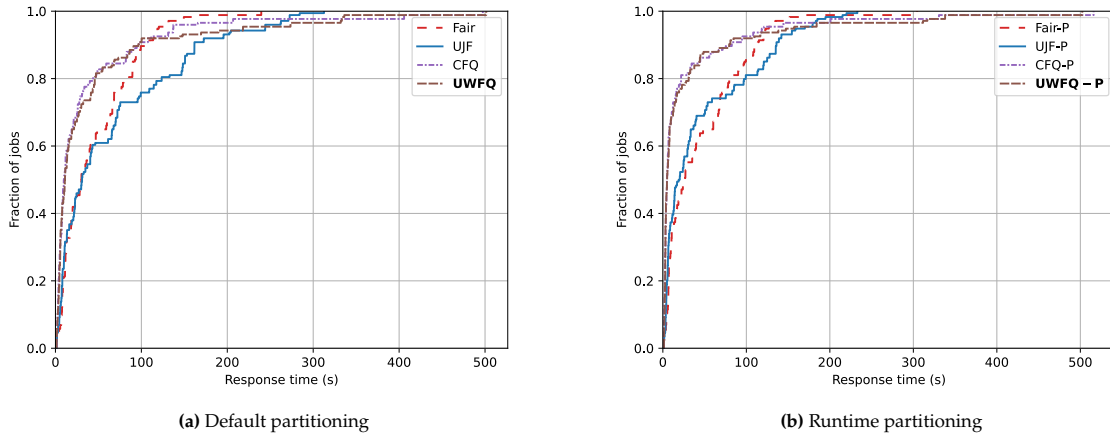 Fraction of jobs
1.0
0.8
0.6
0.4
0.2
0.0
0
100
200
300
400
500
Response time (s)
Fair
UJF
CFQ
UWFQ
(a) Default partitioning
Fraction of jobs
1.0
0.8
0.6
0.4
0.2
0.0
0
100
200
300
400
500
Response time (s)
Fair-P
UJF-P
CFQ-P
UWFQ – P
(b) Runtime partitioning